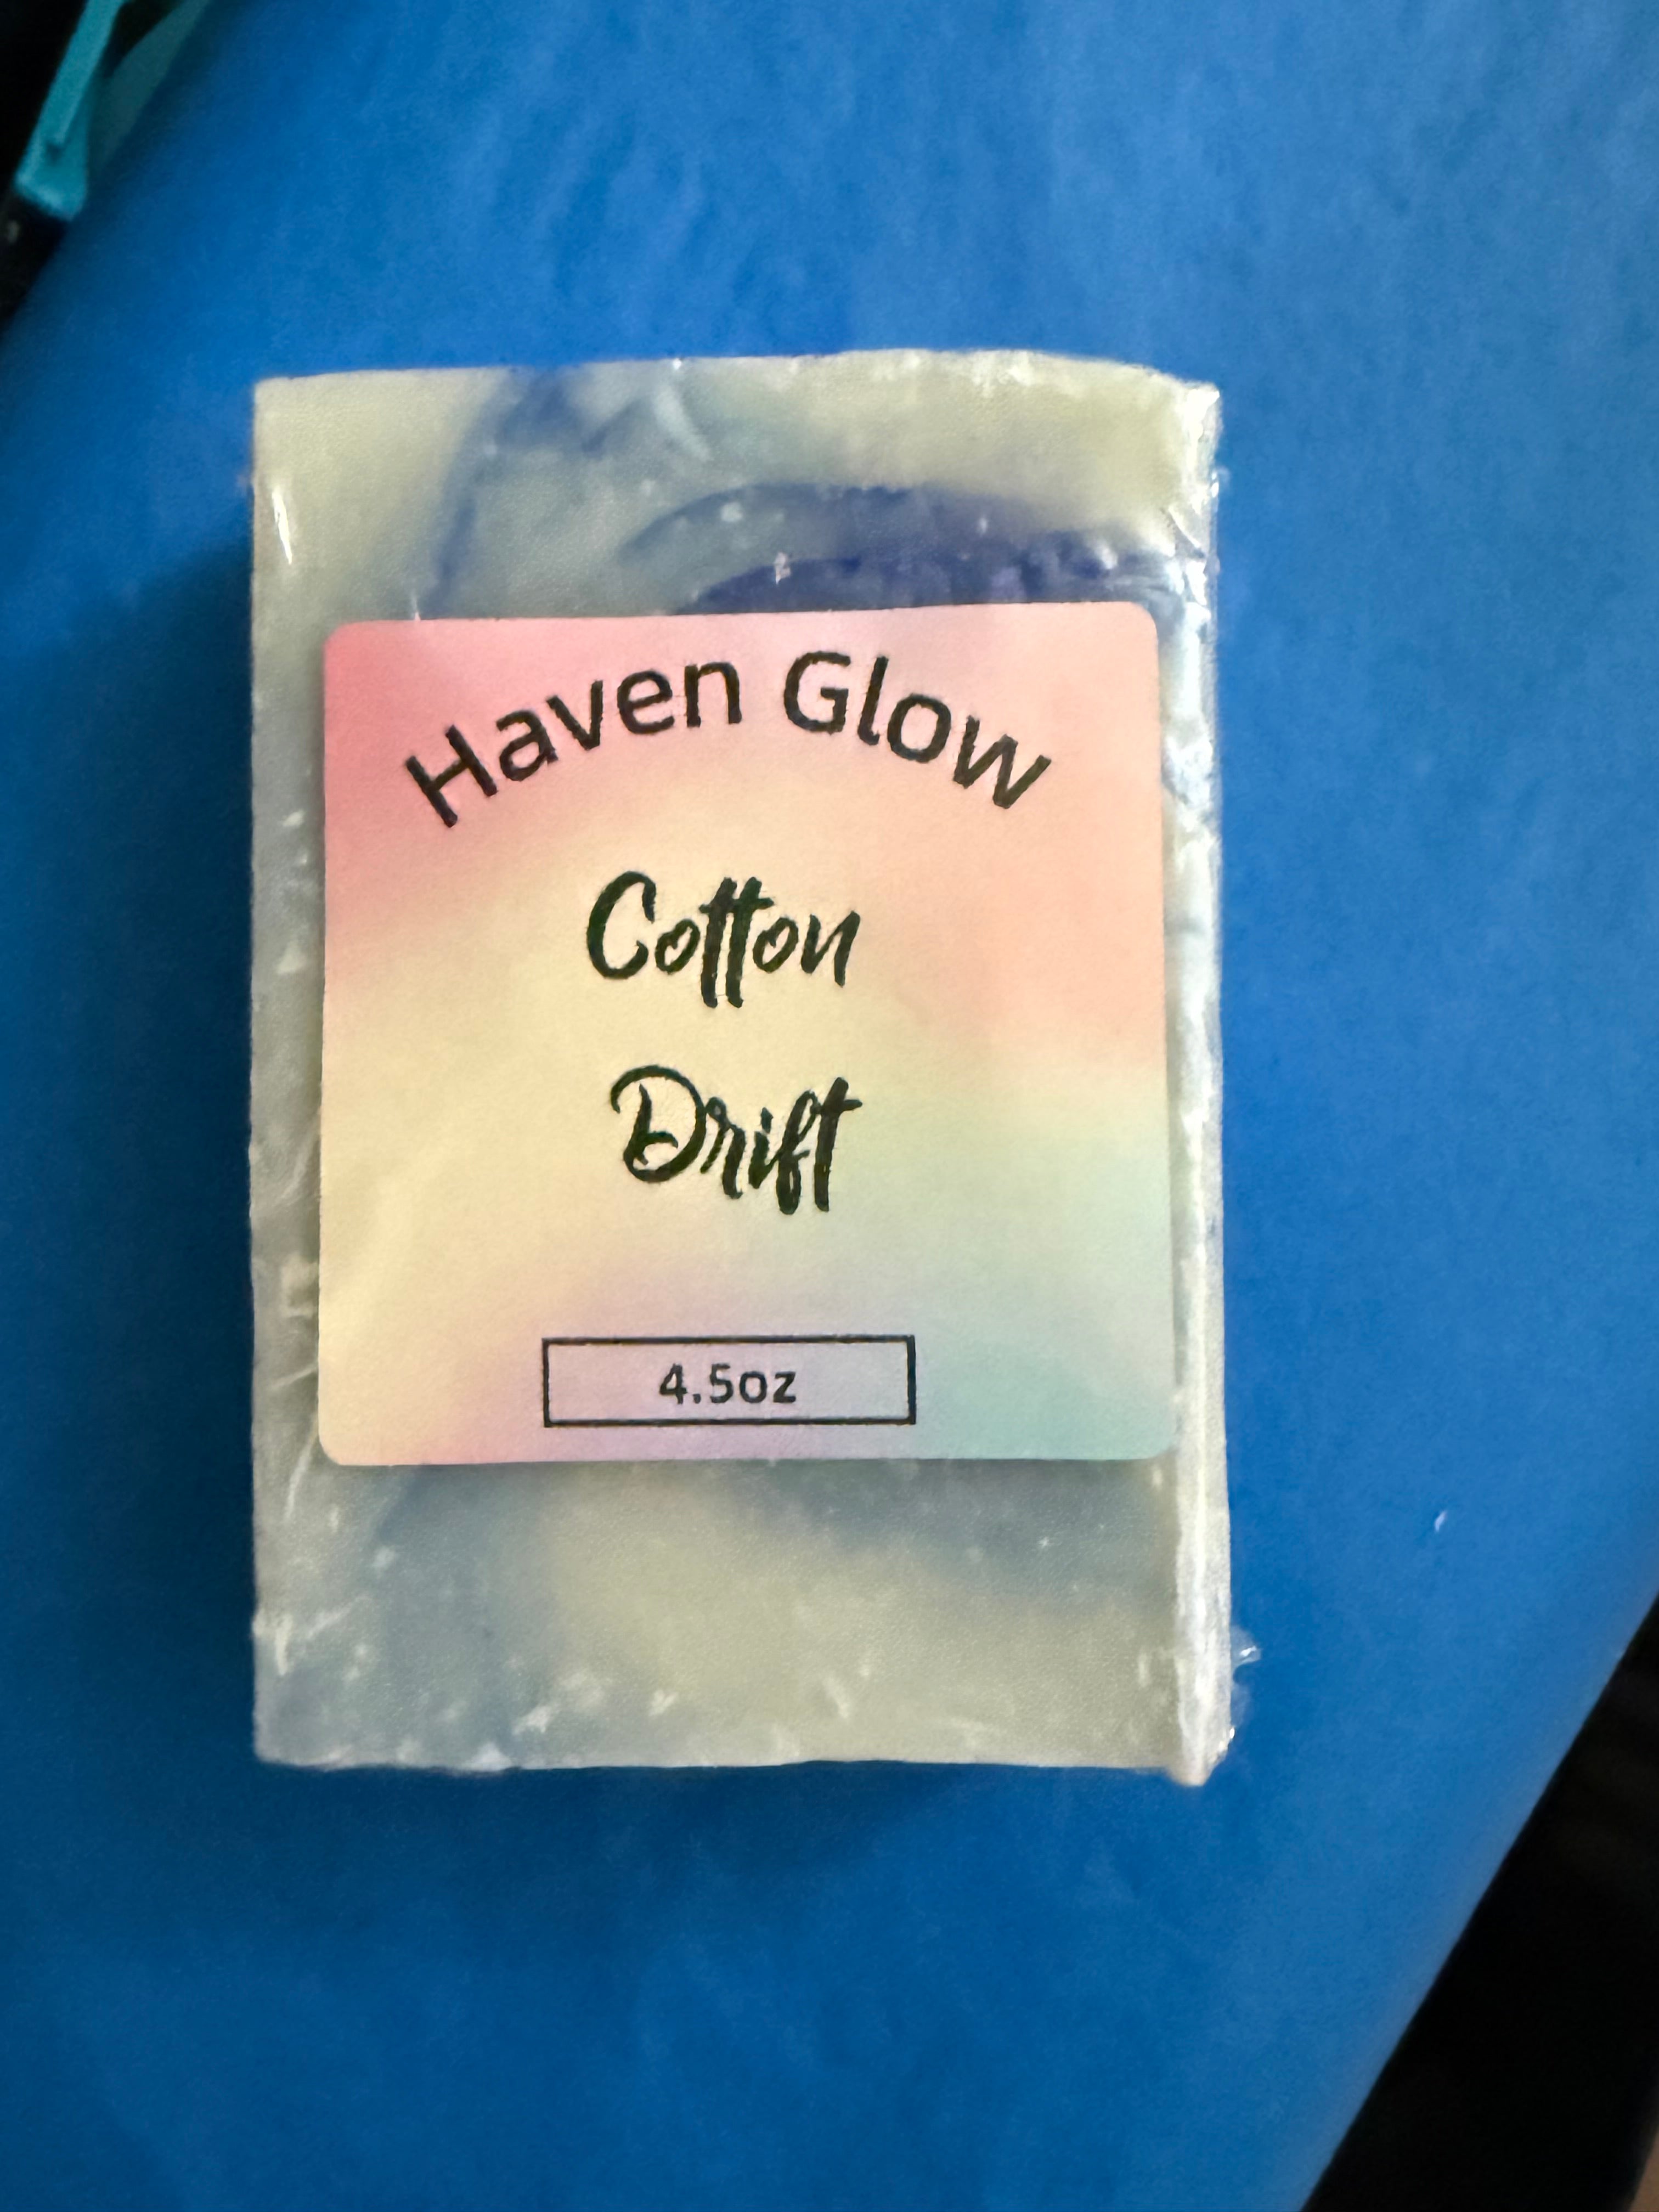 Haven Glow
Cotton
Drift
4.5oz